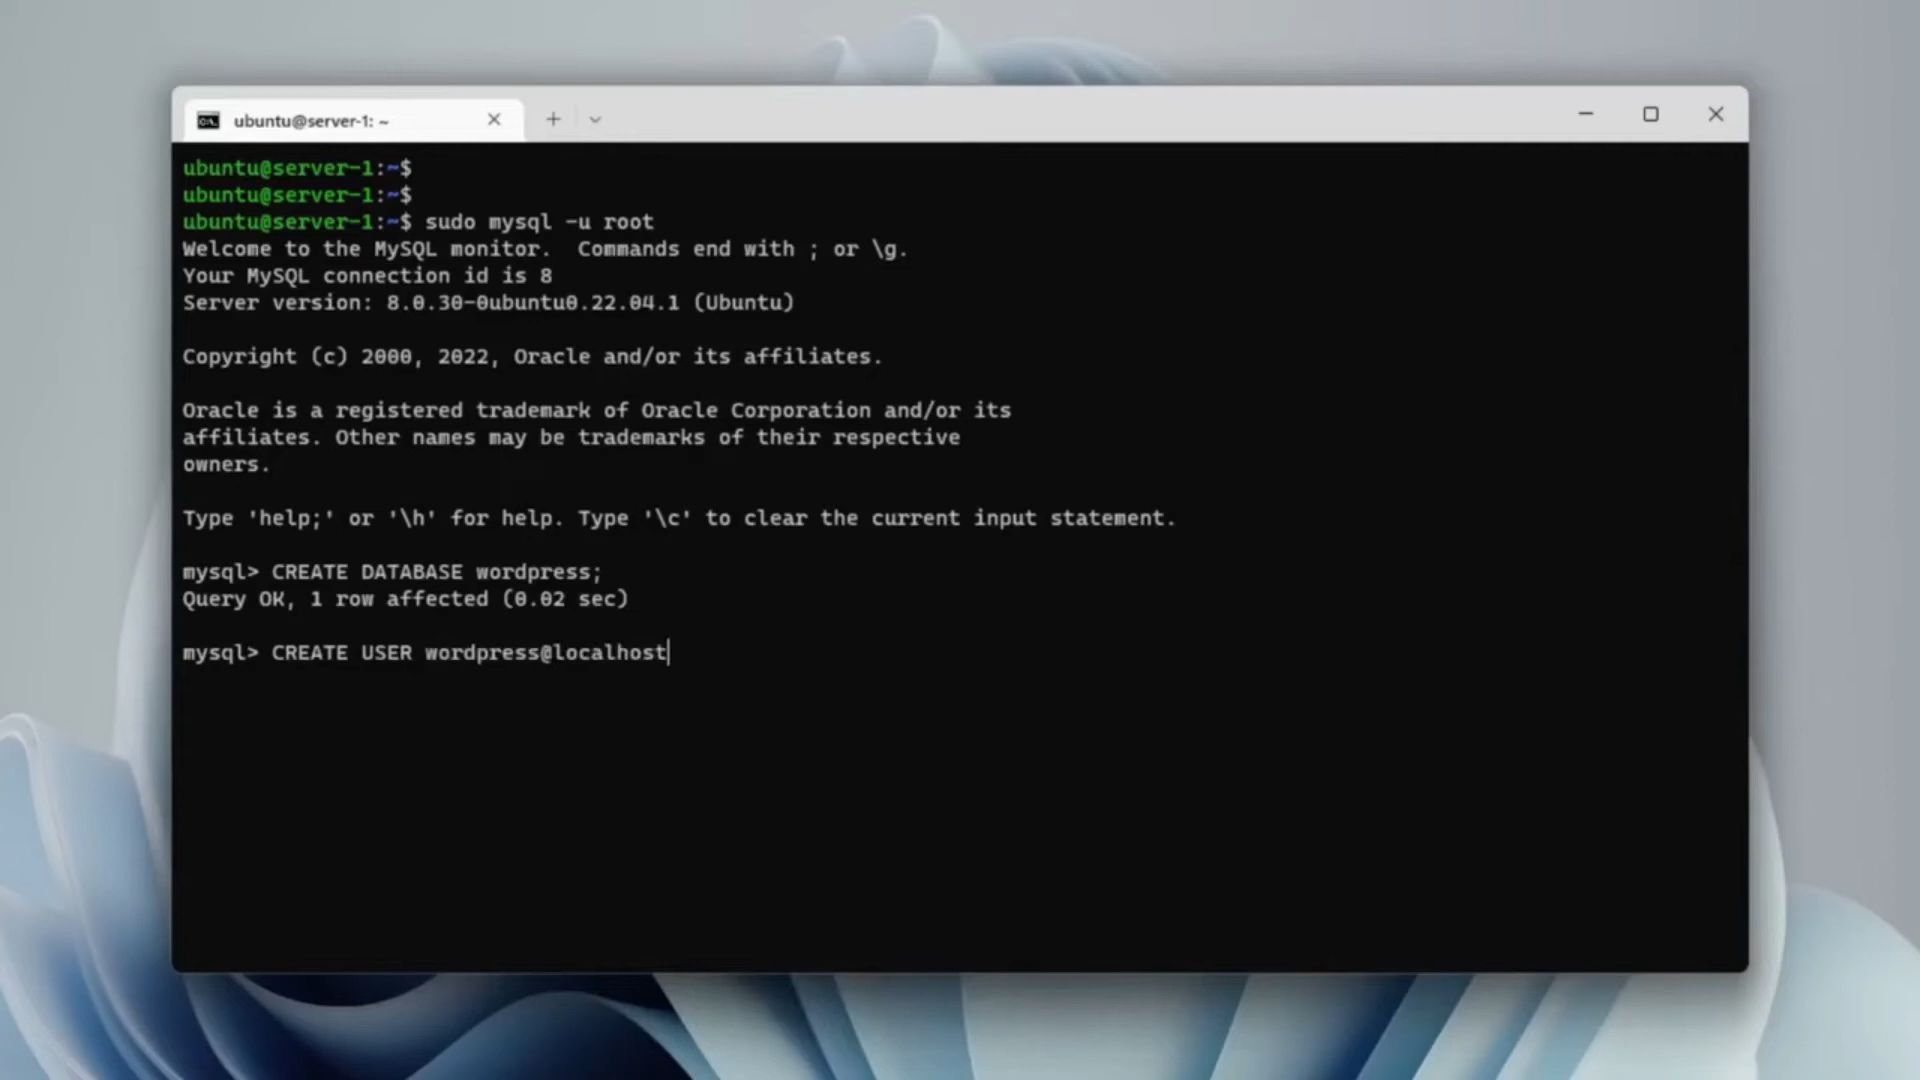 ubuntu@server-1: ~
ubuntu@server-1:~$
ubuntu@server-1:~$
ubuntu@server-1:~$ sudo mysql -u root
Welcome to the MySQL monitor.  Commands end with ; or \g.
Your MySQL connection id is 8
Server version: 8.0.30-0ubuntu0.22.04.1 (Ubuntu)
Copyright (c) 2000, 2022, Oracle and/or its affiliates.
Oracle is a registered trademark of Oracle Corporation and/or its
affiliates. Other names may be trademarks of their respective
owners.
Type 'help;' or '\h' for help. Type '\c' to clear the current input statement.
mysql> CREATE DATABASE wordpress;
Query OK, 1 row affected (0.02 sec)
mysql> CREATE USER wordpress@localhost